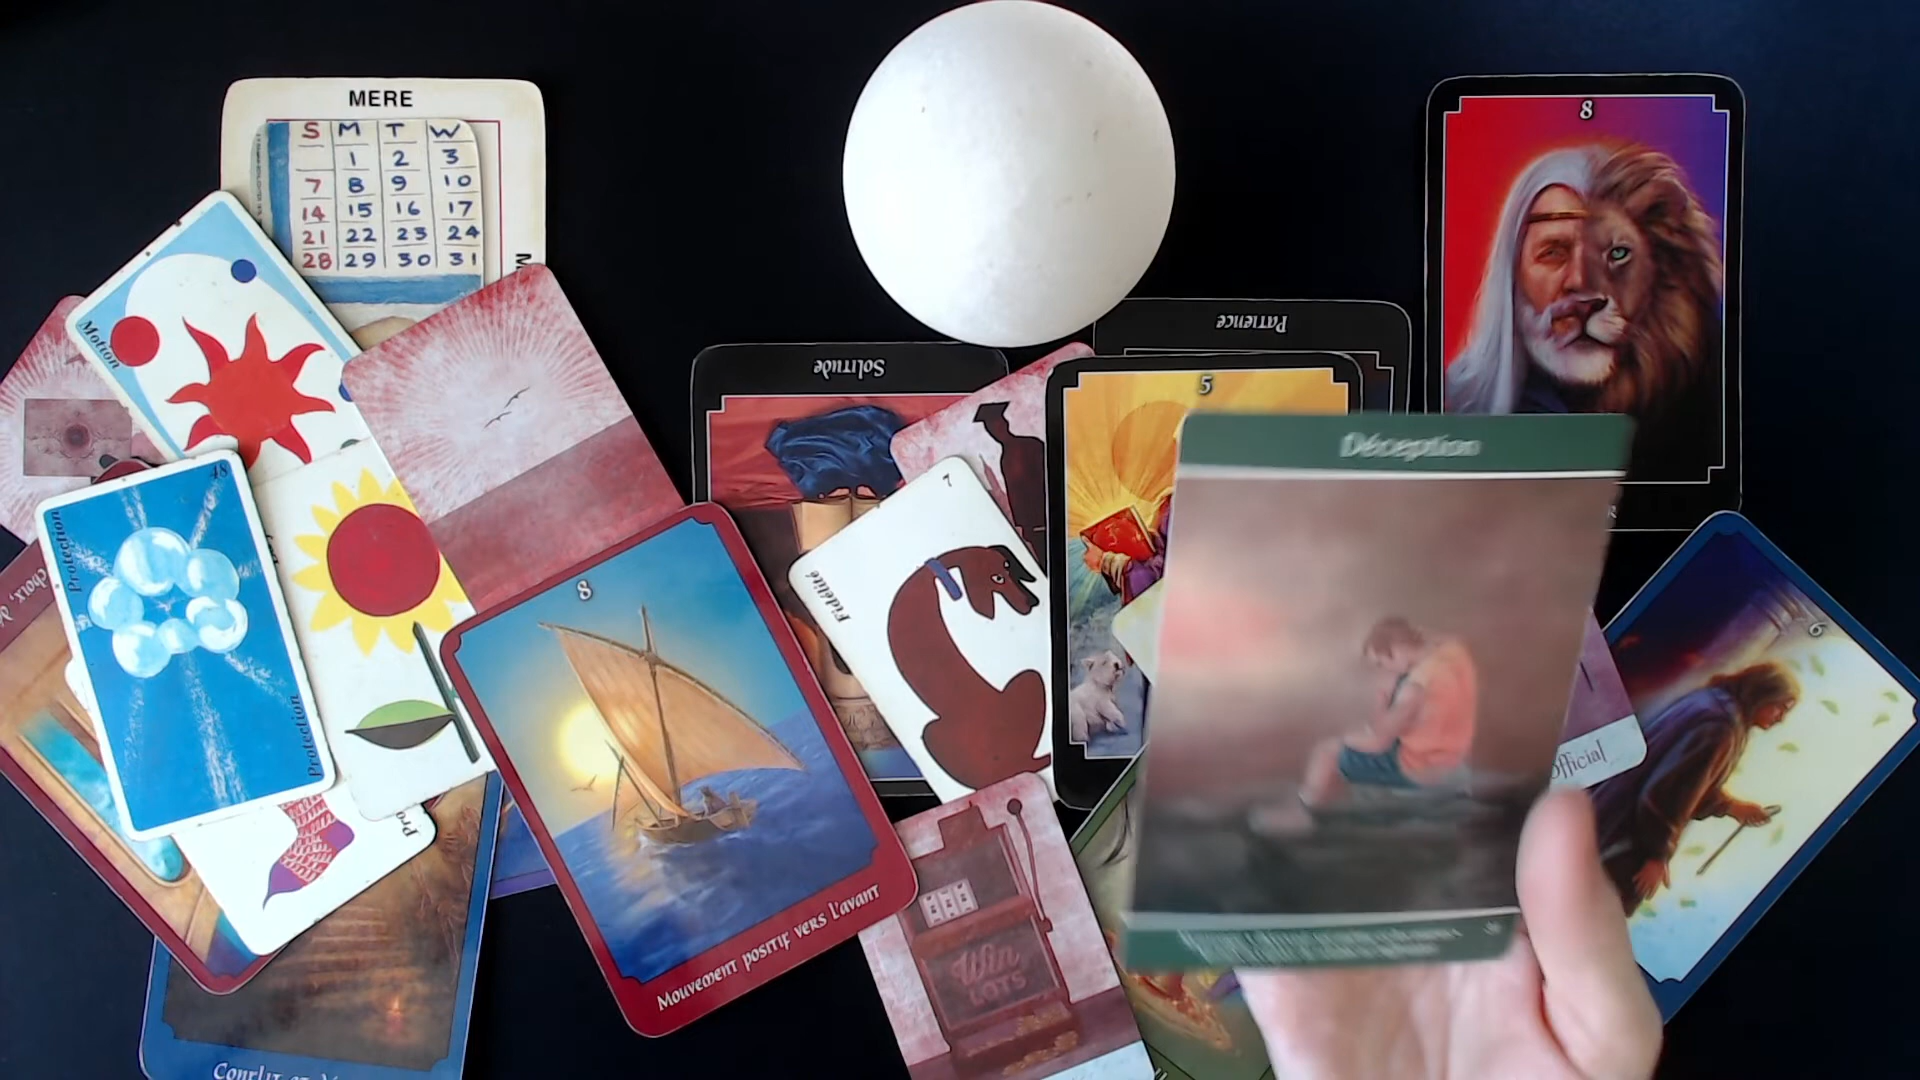 MERE
S M T W
1 2 3
7 8 9 10
14 15 16 17
21 22 23 24
28 29 30 31
M
8
Patience
Solitude
5
Motion
Déception
48
7
Protection
Fidélité
8
6
Protection
official
Mouvement positif vers l'avant
Win
LOTS